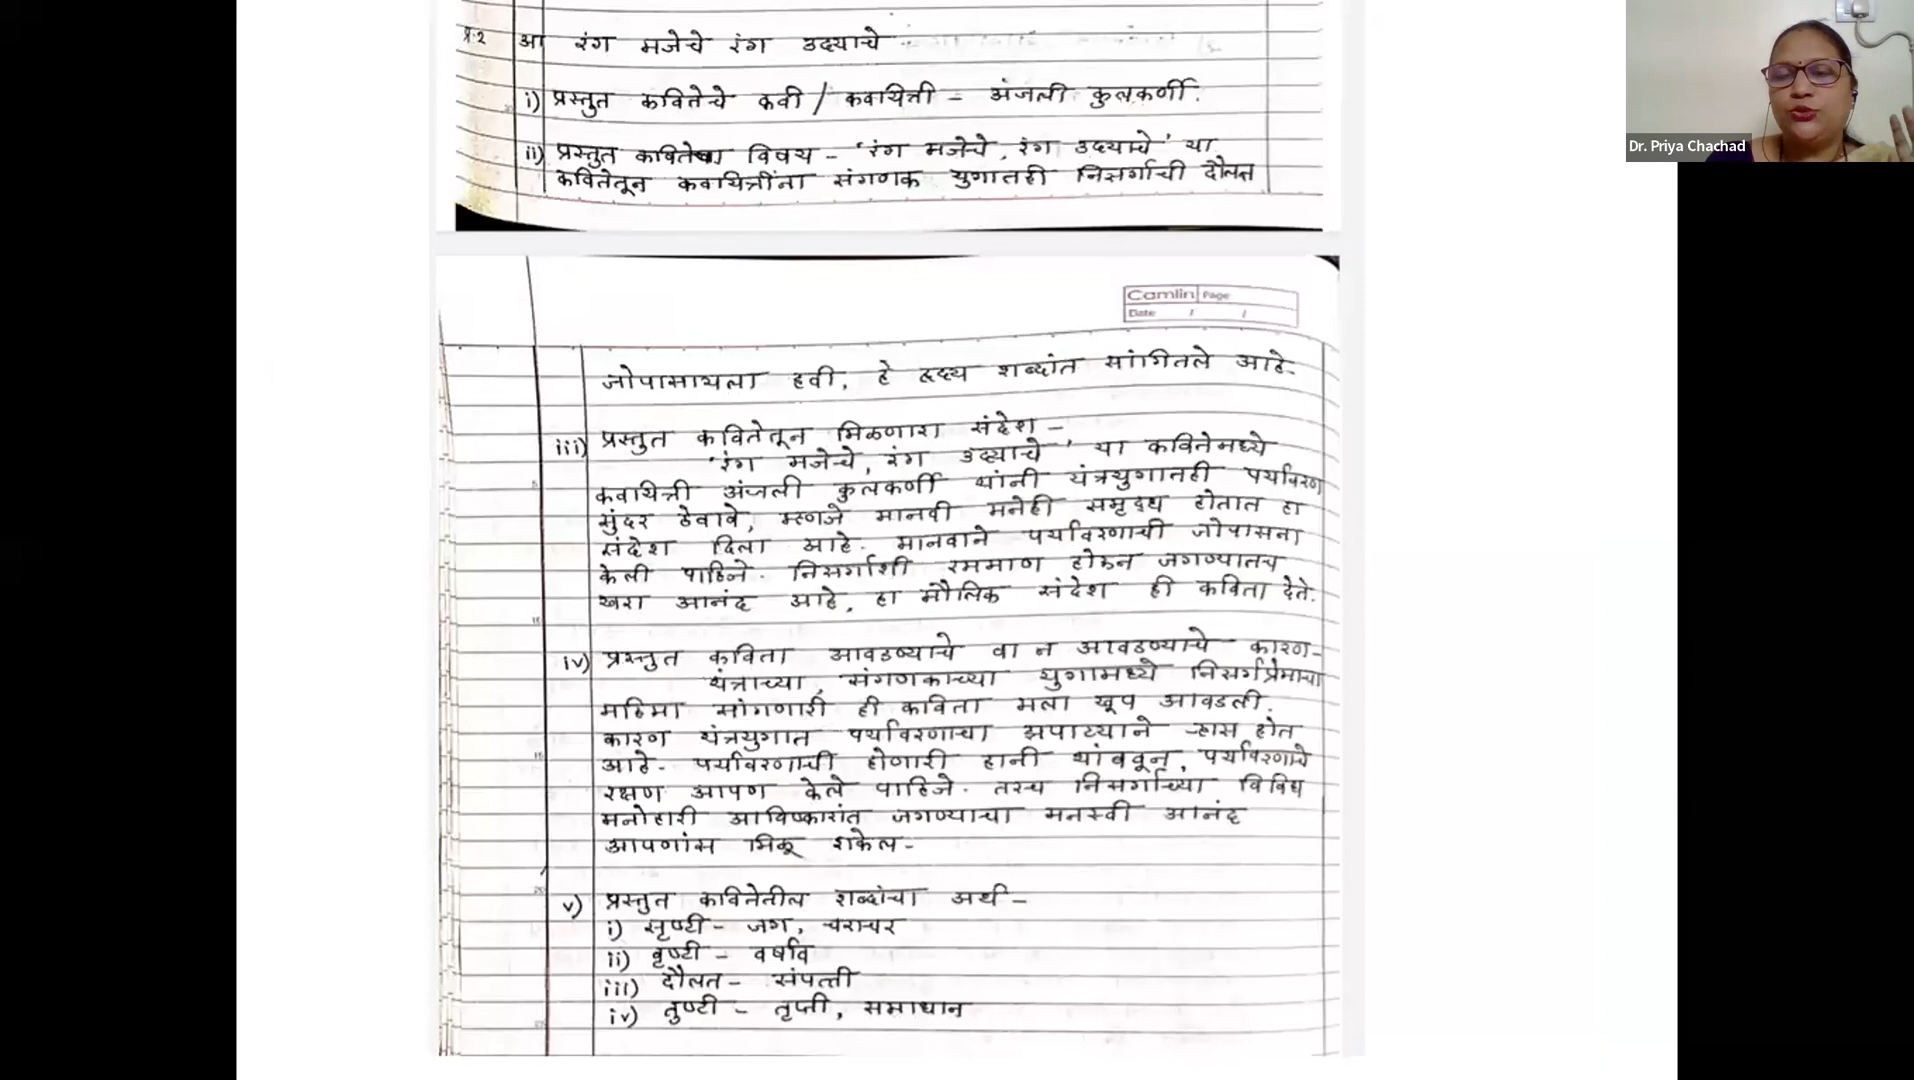 प्र.२ आ रंग मजेचे रंग उद्याचे
i) प्रस्तुत कवितेचे कवी / कवयित्री - अंजली कुलकर्णी.
ii) प्रस्तुत कवितेचा विषय - 'रंग मजेचे, रंग उद्याचे' या
कवितेतून कवयित्रींना संगणक युगातही निसर्गाची दौलत
Camlin Page
Date / /
जोपासायला हवी, हे हृद्य शब्दांत सांगितले आहे.
iii) प्रस्तुत कवितेतून मिळणारा संदेश -
'रंग मजेचे, रंग उद्याचे' या कवितेमध्ये
कवयित्री अंजली कुलकर्णी यांनी यंत्रयुगातही पर्यावरण
सुंदर ठेवावे, म्हणजे मानवी मनेही समृद्ध होतात हा
संदेश दिला आहे. मानवाने पर्यावरणाची जोपासना
केली पाहिजे. निसर्गाशी रममाण होऊन जगण्यातच
खरा आनंद आहे, हा मौलिक संदेश ही कविता देते.
iv) प्रस्तुत कविता आवडण्याचे वा न आवडण्याचे कारण-
यंत्राच्या, संगणकाच्या युगामध्ये निसर्गप्रेमाचा
महिमा सांगणारी ही कविता मला खूप आवडली.
कारण यंत्रयुगात पर्यावरणाचा झपाट्याने ऱ्हास होत
आहे. पर्यावरणाची होणारी हानी थांबवून, पर्यावरणाचे
रक्षण आपण केले पाहिजे. तरच निसर्गाच्या विविध
मनोहारी आविष्कारांत जगण्याचा मनस्वी आनंद
आपणांस मिळू शकेल-
v) प्रस्तुत कवितेतील शब्दांचा अर्थ -
i) सृष्टी - जग, चराचर
ii) वृष्टी - वर्षाव
iii) दौलत - संपत्ती
iv) तुष्टी - तृप्ती, समाधान
Dr. Priya Chachad